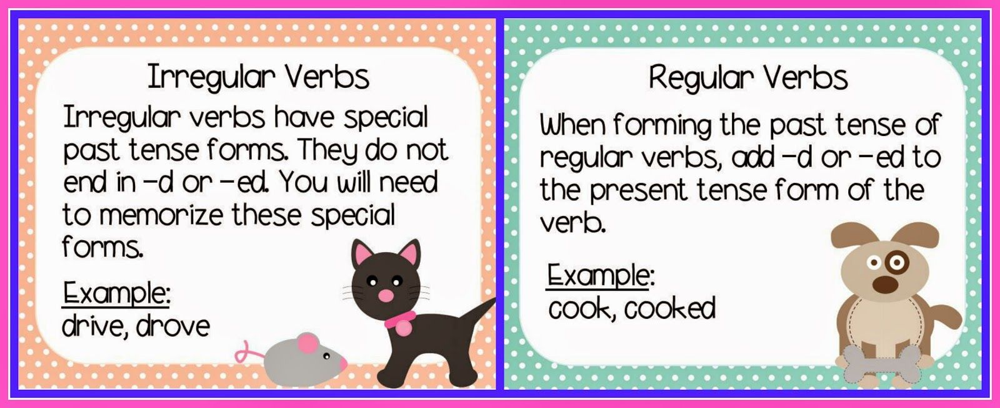 Irregular Verbs
Irregular verbs have special
past tense forms. They do not
end in -d or -ed. You will need
to memorize these special
forms.
Example:
drive, drove
Regular Verbs
When forming the past tense of
regular verbs, add -d or -ed to
the present tense form of the
verb.
Example:
cook, cooked